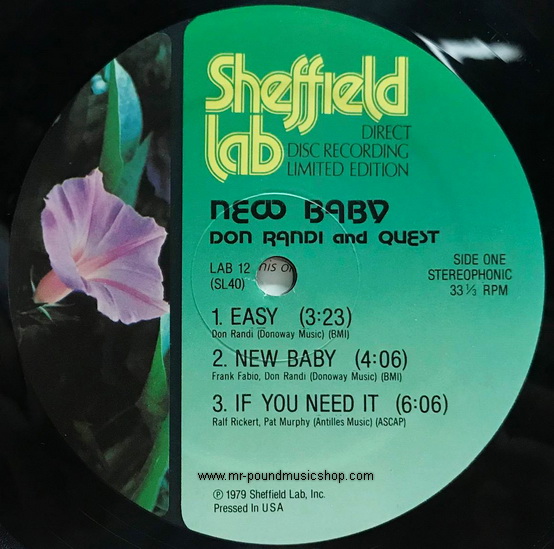 Sheffield
lab
DIRECT
DISC RECORDING
LIMITED EDITION
NEW BABY
DON RANDI and QUEST
LAB 12
(SL40)
SIDE ONE
STEREOPHONIC
33 ⅓ RPM
1. EASY (3:23)
Don Randi (Donoway Music) (BMI)
2. NEW BABY (4:06)
Frank Fabio, Don Randi (Donoway Music) (BMI)
3. IF YOU NEED IT (6:06)
Ralf Rickert, Pat Murphy (Antilles Music) (ASCAP)
www.mr-poundmusicshop.com
℗ 1979 Sheffield Lab, Inc.
Pressed In USA